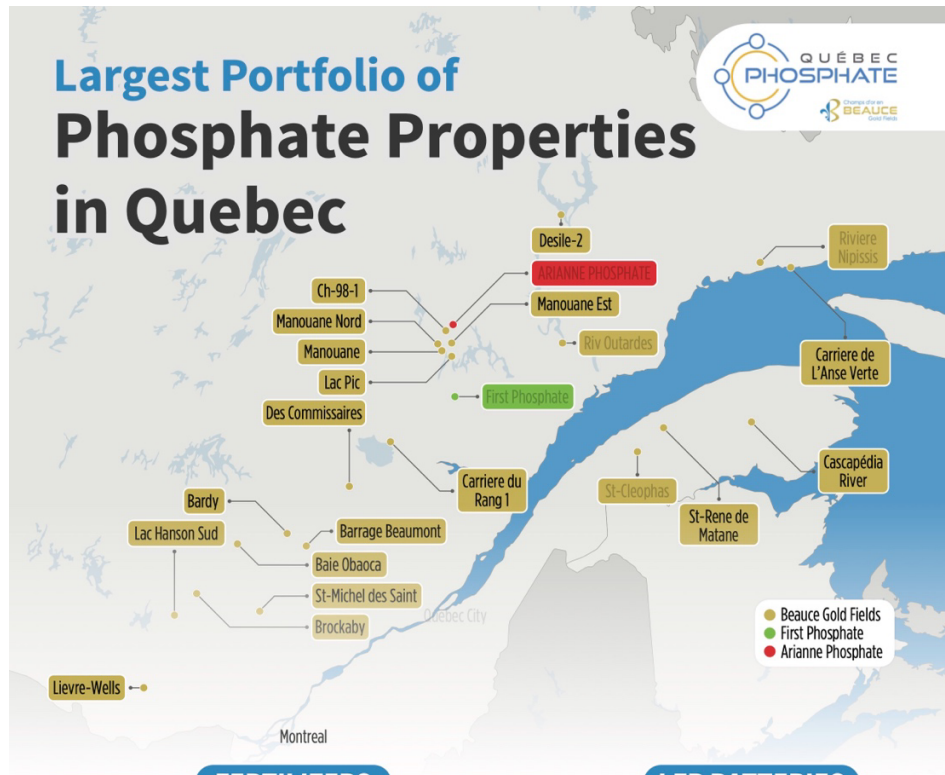 Largest Portfolio of
Phosphate Properties
in Quebec
QUÉBEC
PHOSPHATE
Champs d'or en
BEAUCE
Gold Fields
Desile-2
Riviere
Nipissis
ARIANNE PHOSPHATE
Ch-98-1
Manouane Est
Manouane Nord
Riv Outardes
Manouane
Carriere de
L'Anse Verte
Lac Pic
First Phosphate
Des Commissaires
Cascapédia
River
Carriere du
Rang 1
St-Cleophas
Bardy
St-Rene de
Matane
Lac Hanson Sud
Barrage Beaumont
Baie Obaoca
St-Michel des Saint
Québec City
Brockaby
Beauce Gold Fields
First Phosphate
Arianne Phosphate
Lievre-Wells
Montreal
FERTILIZERS
LFP BATTERIES